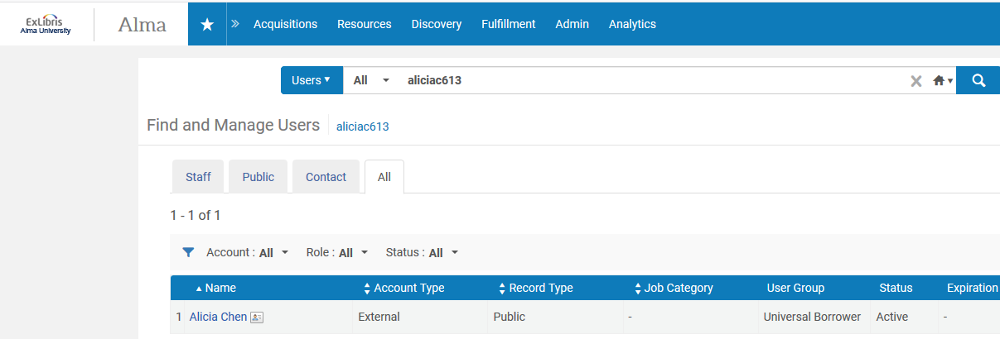 ExLibris
Alma University
Alma
Acquisitions Resources Discovery Fulfillment Admin Analytics
Users All aliciac613
Find and Manage Users aliciac613
Staff Public Contact All
1 - 1 of 1
Account : All Role : All Status : All
Name Account Type Record Type Job Category User Group Status Expiration
1 Alicia Chen External Public - Universal Borrower Active -